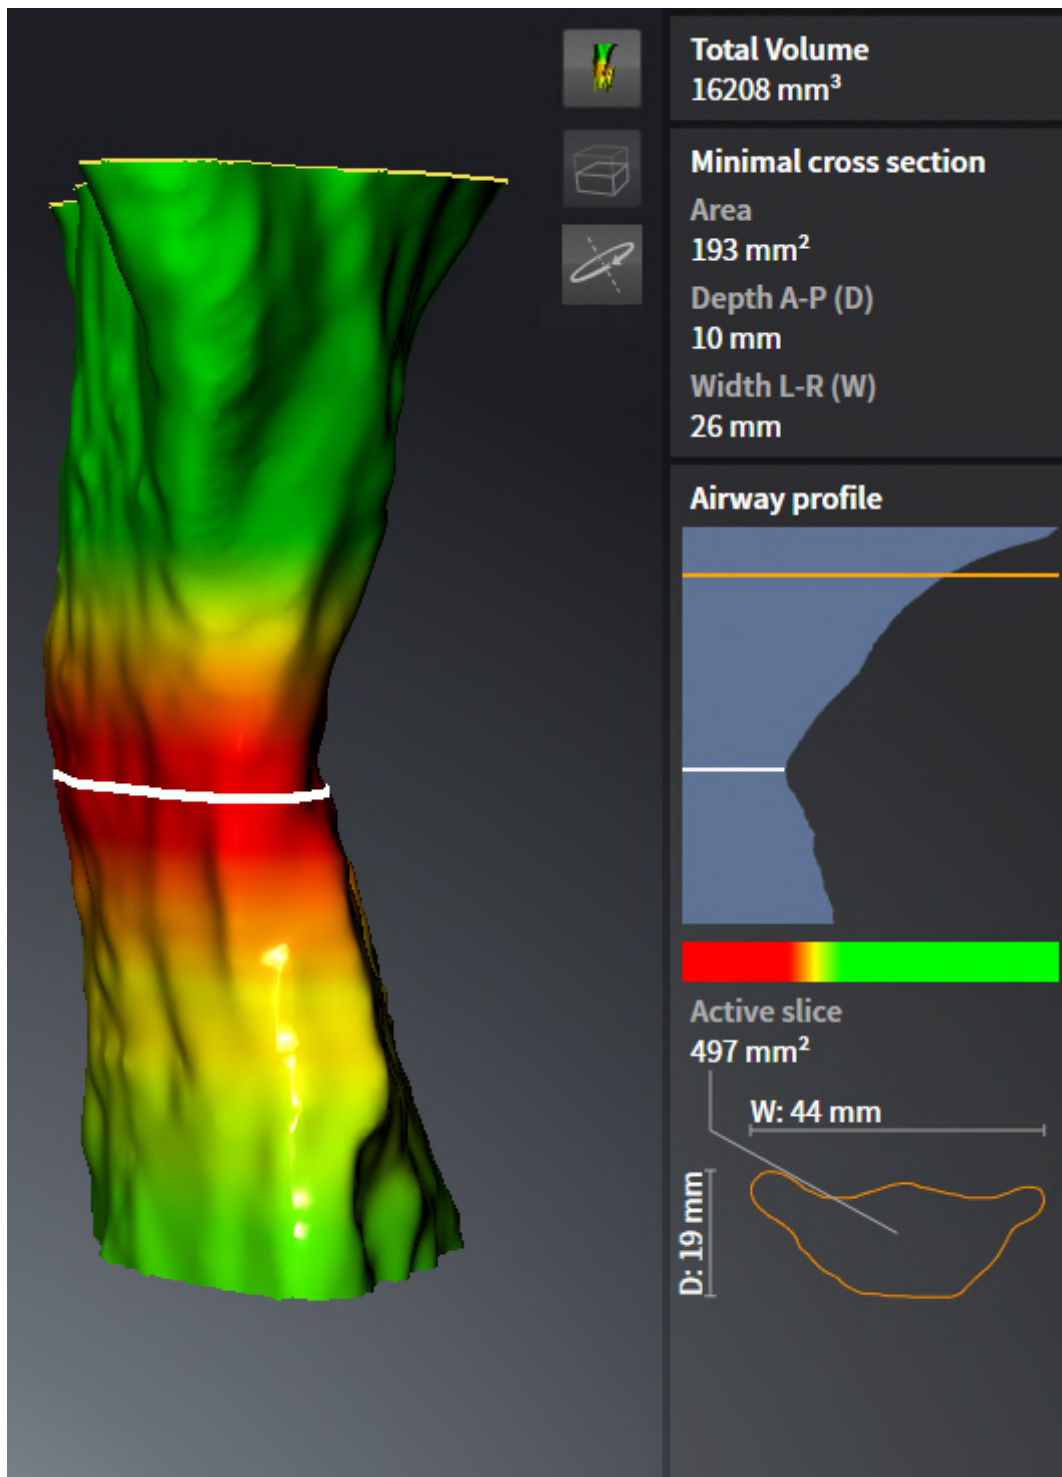 Total Volume
16208 mm³
Minimal cross section
Area
193 mm²
Depth A-P (D)
10 mm
Width L-R (W)
26 mm
Airway profile
Active slice
497 mm²
W: 44 mm
D: 19 mm